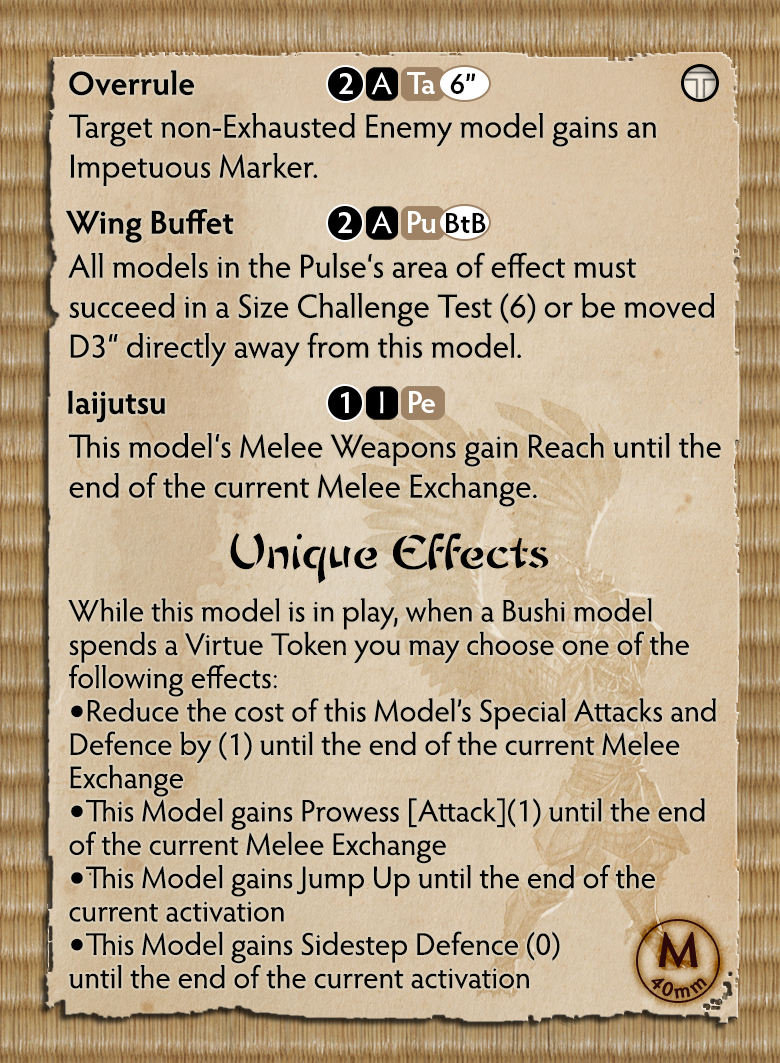 Overrule 2 A Ta 6"
Target non-Exhausted Enemy model gains an
Impetuous Marker.
Wing Buffet 2 A Pu BtB
All models in the Pulse's area of effect must
succeed in a Size Challenge Test (6) or be moved
D3" directly away from this model.
Iaijutsu 1 I Pe
This model's Melee Weapons gain Reach until the
end of the current Melee Exchange.
Unique Effects
While this model is in play, when a Bushi model
spends a Virtue Token you may choose one of the
following effects:
•Reduce the cost of this Model's Special Attacks and
Defence by (1) until the end of the current Melee
Exchange
•This Model gains Prowess [Attack](1) until the end
of the current Melee Exchange
•This Model gains Jump Up until the end of the
current activation
•This Model gains Sidestep Defence (0)
until the end of the current activation
M
40mm